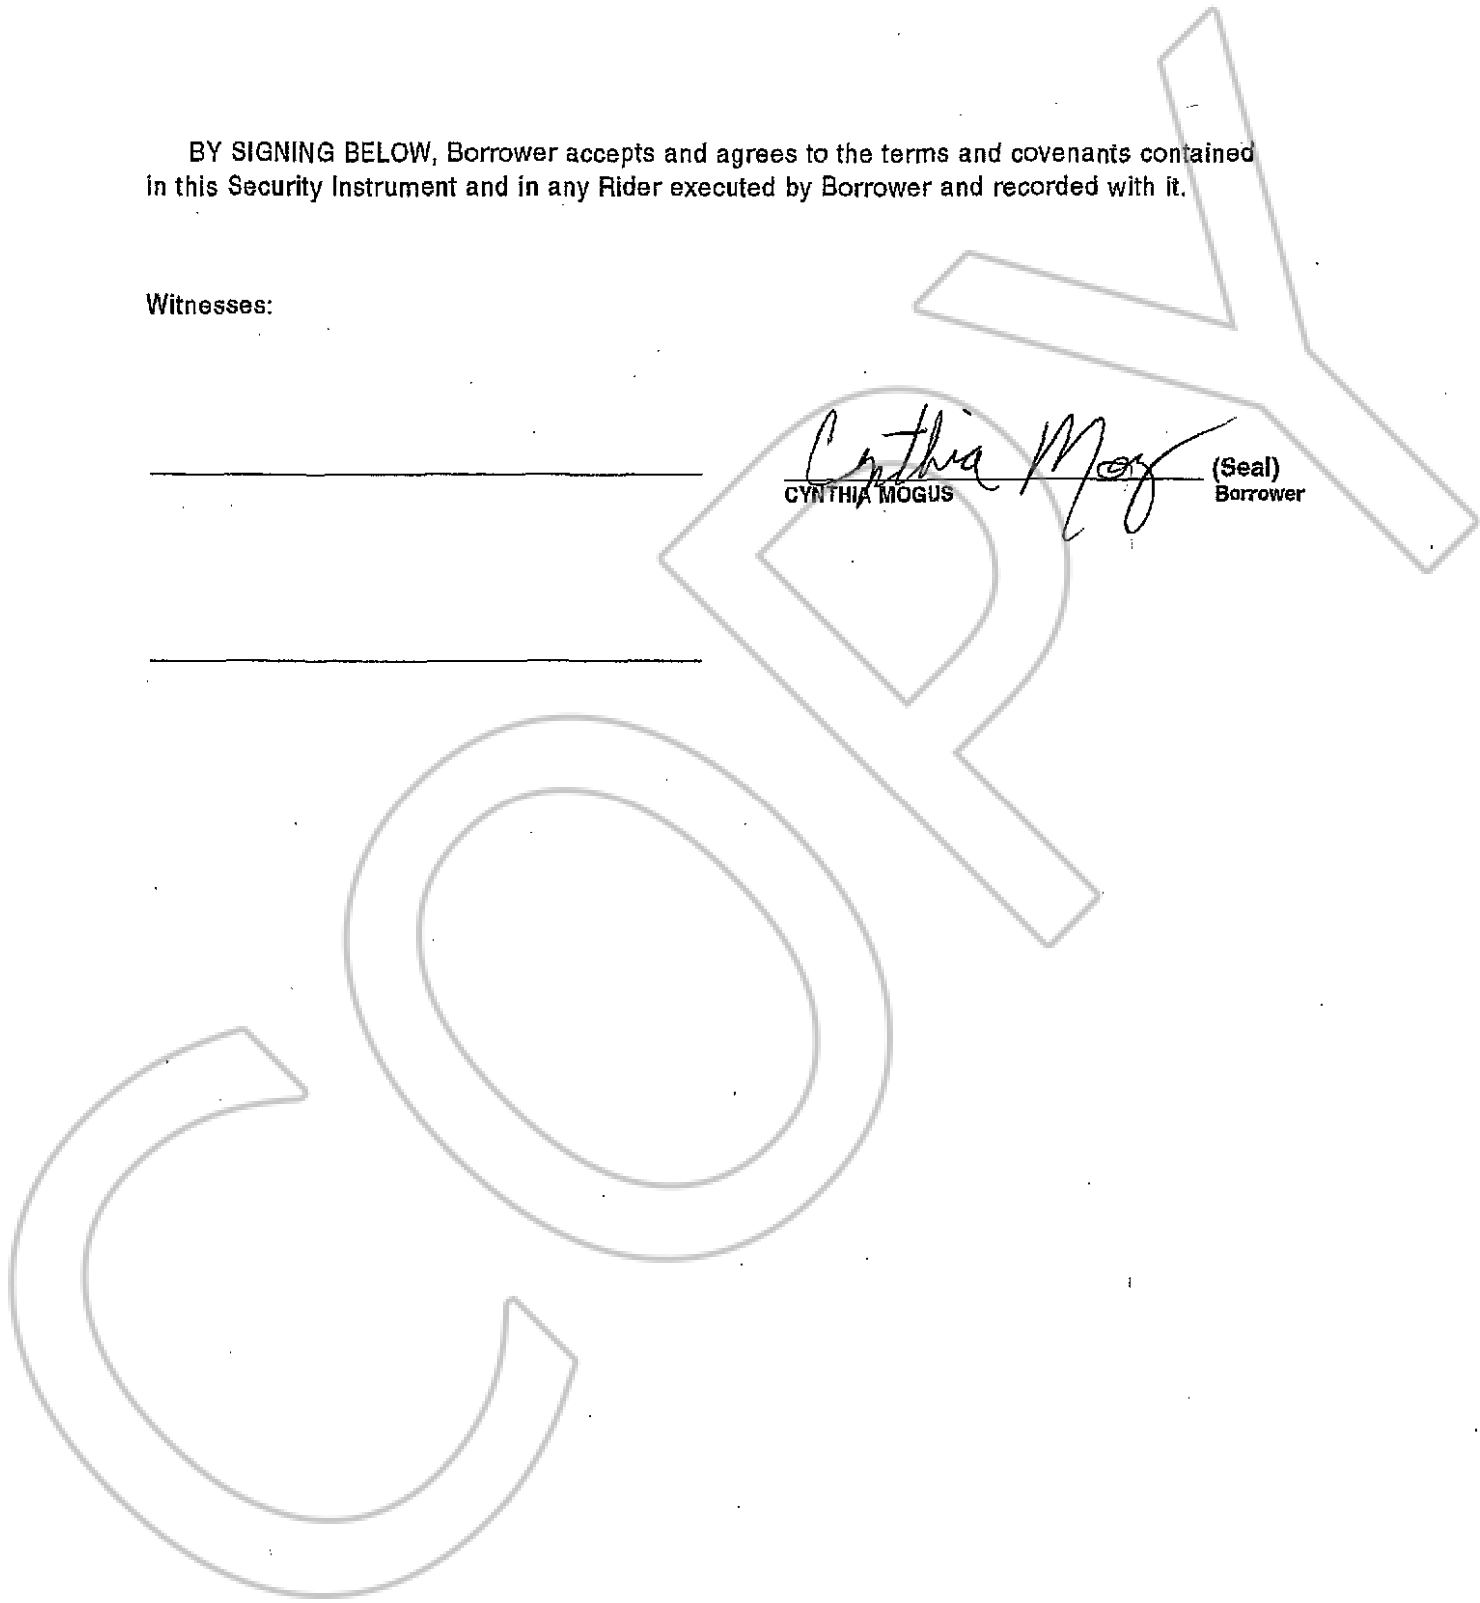 BY SIGNING BELOW, Borrower accepts and agrees to the terms and covenants contained
in this Security Instrument and in any Rider executed by Borrower and recorded with it.
Witnesses:
Cynthia Mog (Seal)
CYNTHIA MOGUS Borrower
COPY